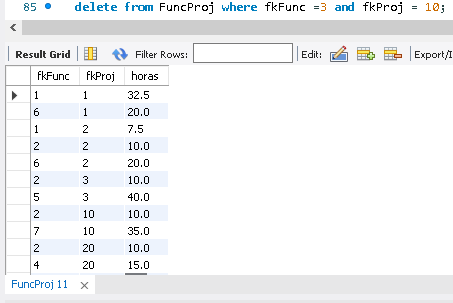 85 delete from FuncProj where fkFunc =3 and fkProj = 10;
Result Grid Filter Rows: Edit: Export/I
fkFunc fkProj horas
1 1 32.5
6 1 20.0
1 2 7.5
2 2 10.0
6 2 20.0
2 3 10.0
5 3 40.0
2 10 10.0
7 10 35.0
2 20 10.0
4 20 15.0
FuncProj 11